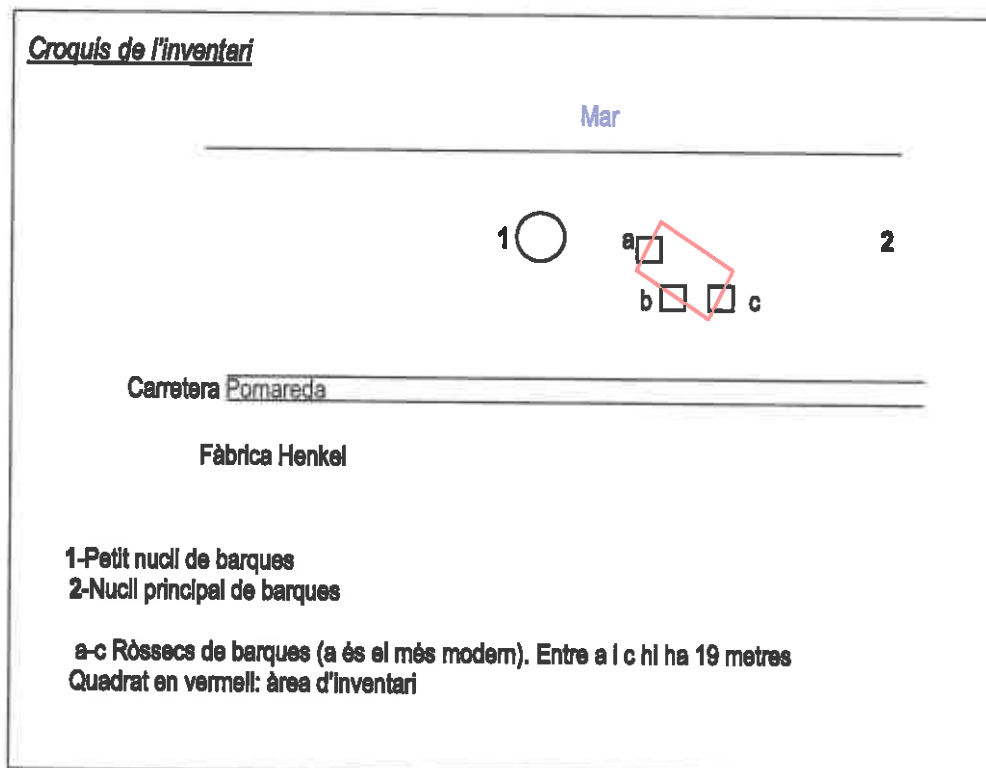 Croquis de l'inventari
Mar
1
a
2
b
c
Carretera Pomareda
Fàbrica Henkel
1-Petit nucli de barques
2-Nucli principal de barques
a-c Ròssecs de barques (a és el més modern). Entre a i c hi ha 19 metres
Quadrat en vermell: àrea d'inventari